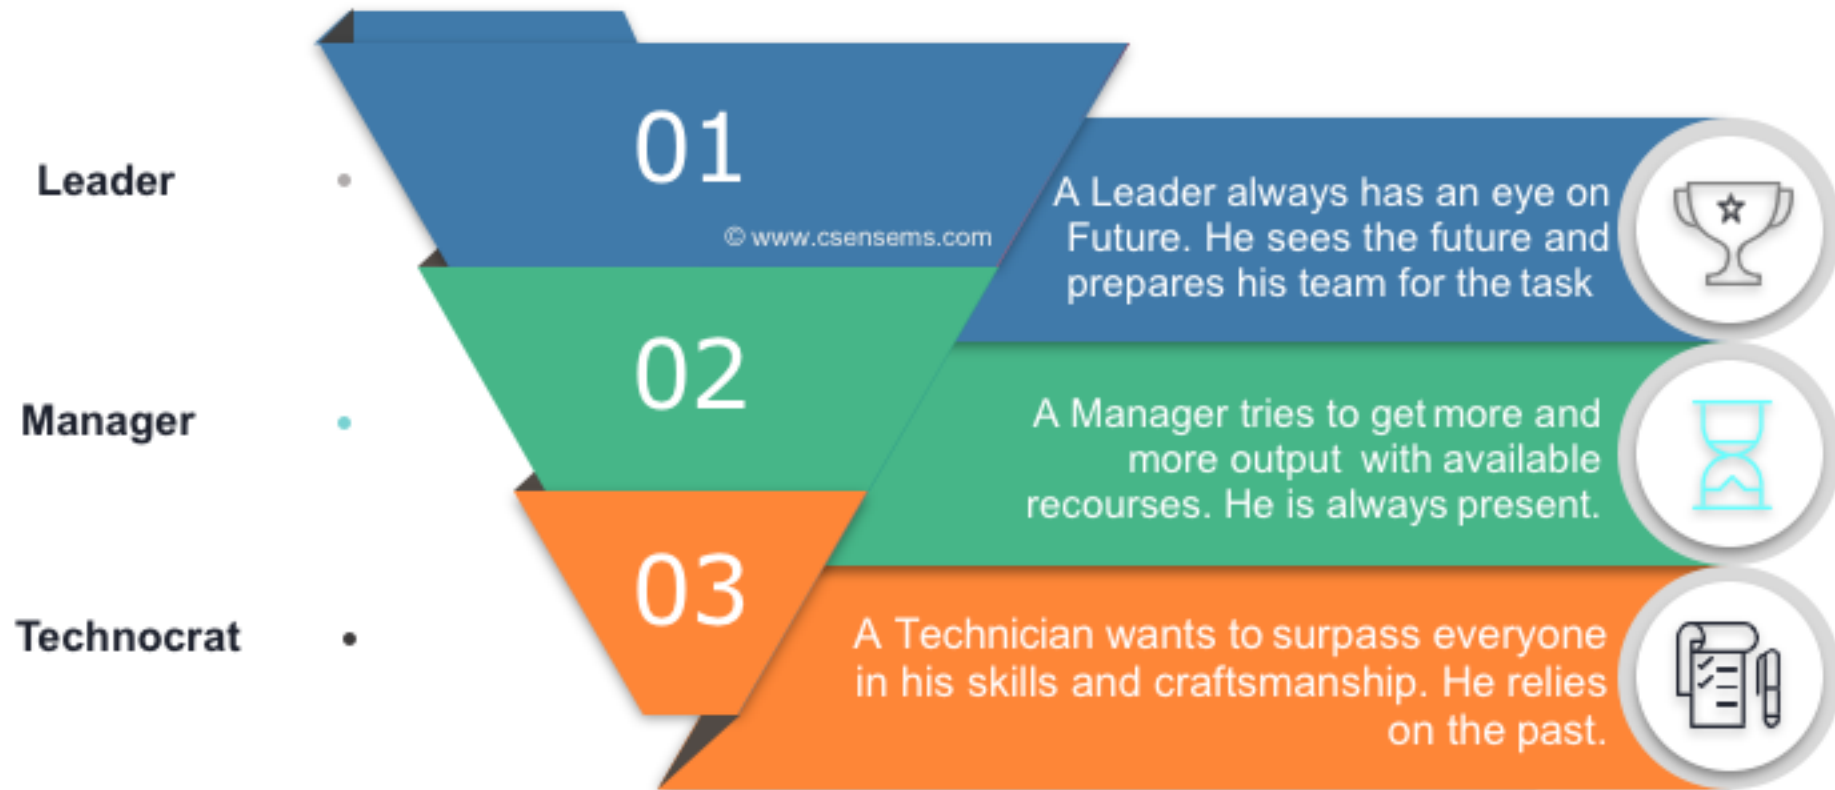 Leader
01
© www.csensems.com
A Leader always has an eye on
Future. He sees the future and
prepares his team for the task
Manager
02
A Manager tries to get more and
more output with available
recourses. He is always present.
Technocrat
03
A Technician wants to surpass everyone
in his skills and craftsmanship. He relies
on the past.